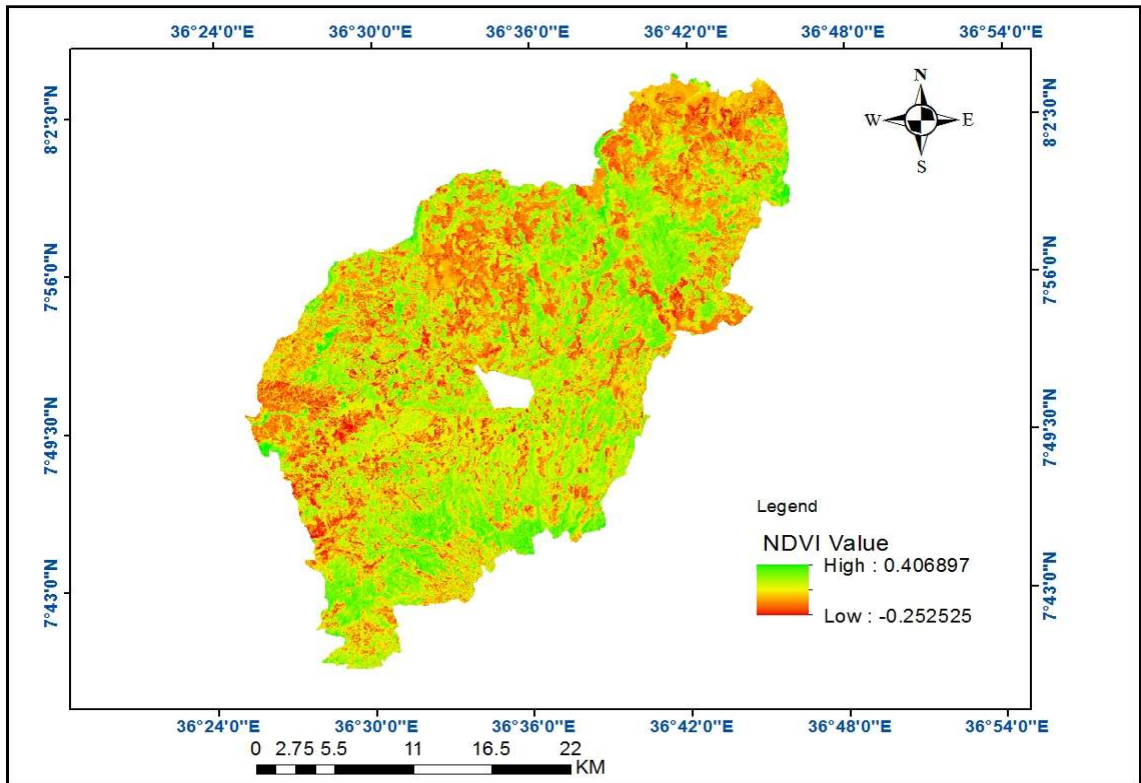 36°24'0"E 36°30'0"E 36°36'0"E 36°42'0"E 36°48'0"E 36°54'0"E
N
W E
S
8°2'30"N 8°2'30"N
7°56'0"N 7°56'0"N
7°49'30"N 7°49'30"N
Legend
NDVI Value
High : 0.406897
Low : -0.252525
7°43'0"N 7°43'0"N
36°24'0"E 36°30'0"E 36°36'0"E 36°42'0"E 36°48'0"E 36°54'0"E
0 2.75 5.5 11 16.5 22
KM